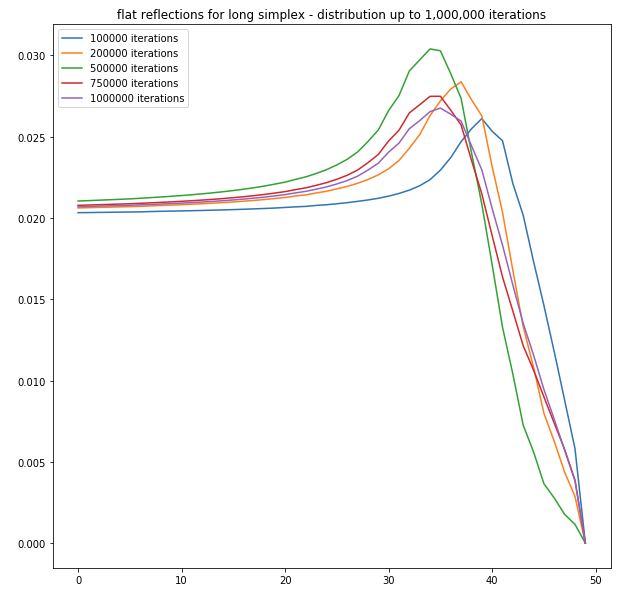 flat reflections for long simplex - distribution up to 1,000,000 iterations
100000 iterations
200000 iterations
500000 iterations
750000 iterations
1000000 iterations
0.030
0.025
0.020
0.015
0.010
0.005
0.000
0 10 20 30 40 50